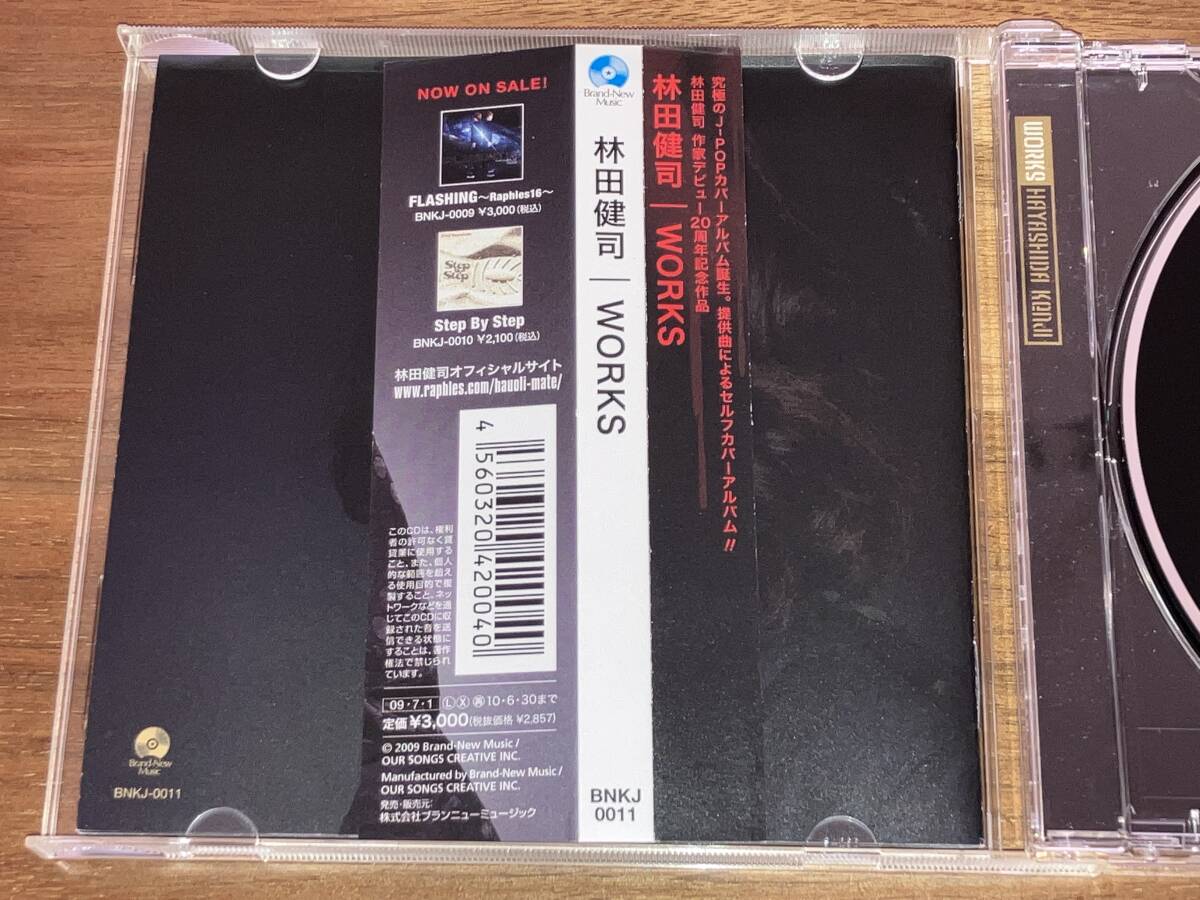 NOW ON SALE!
FLASHING～Raphles16～
BNKJ-0009 ¥3,000(税込)
Step By Step
Step By Step
BNKJ-0010 ¥2,100(税込)
林田健司オフィシャルサイト
www.raphles.com/hauoli-mate/
4 560320 420040
このCDは、権利
者の許可なく賃
貸業に使用する
こと、また、個人
的な範囲を超え
る使用目的で複
製すること、ネッ
トワークなどを通
じてこのCDに収
録された音を送
信できる状態に
することは、著作
権法で禁じられ
ています。
09・7・1 Ⓛ Ⓧ ㊄10・6・30まで
定価¥3,000(税抜価格 ¥2,857)
© 2009 Brand-New Music /
OUR SONGS CREATIVE INC.
Manufactured by Brand-New Music /
OUR SONGS CREATIVE INC.
発売・販売元:
株式会社ブランニューミュージック
Brand-New
Music
林田健司 | WORKS
BNKJ
0011
究極のJ-POPカバーアルバム誕生。提供曲によるセルフカバーアルバム!!
林田健司 作家デビュー20周年記念作品
林田健司 | WORKS
Brand-New
Music
BNKJ-0011
WORKS HAYASHIDA KENJI